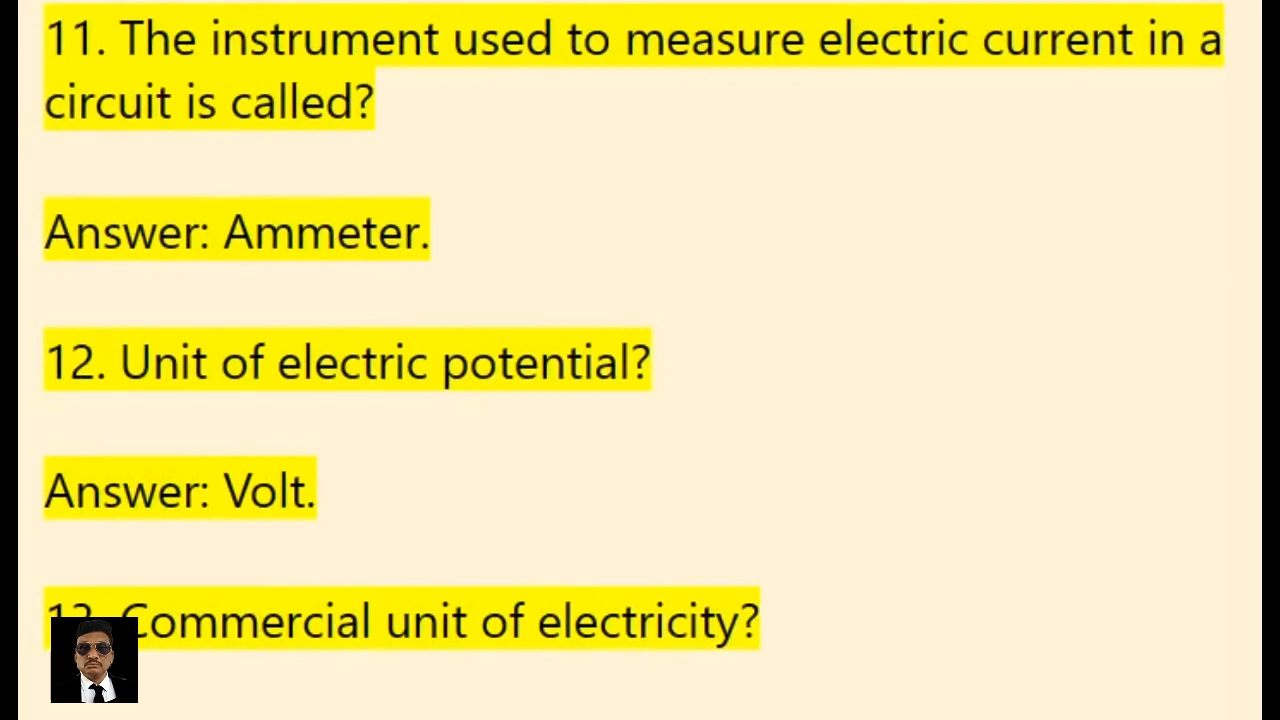 11. The instrument used to measure electric current in a
circuit is called?
Answer: Ammeter.
12. Unit of electric potential?
Answer: Volt.
13. Commercial unit of electricity?